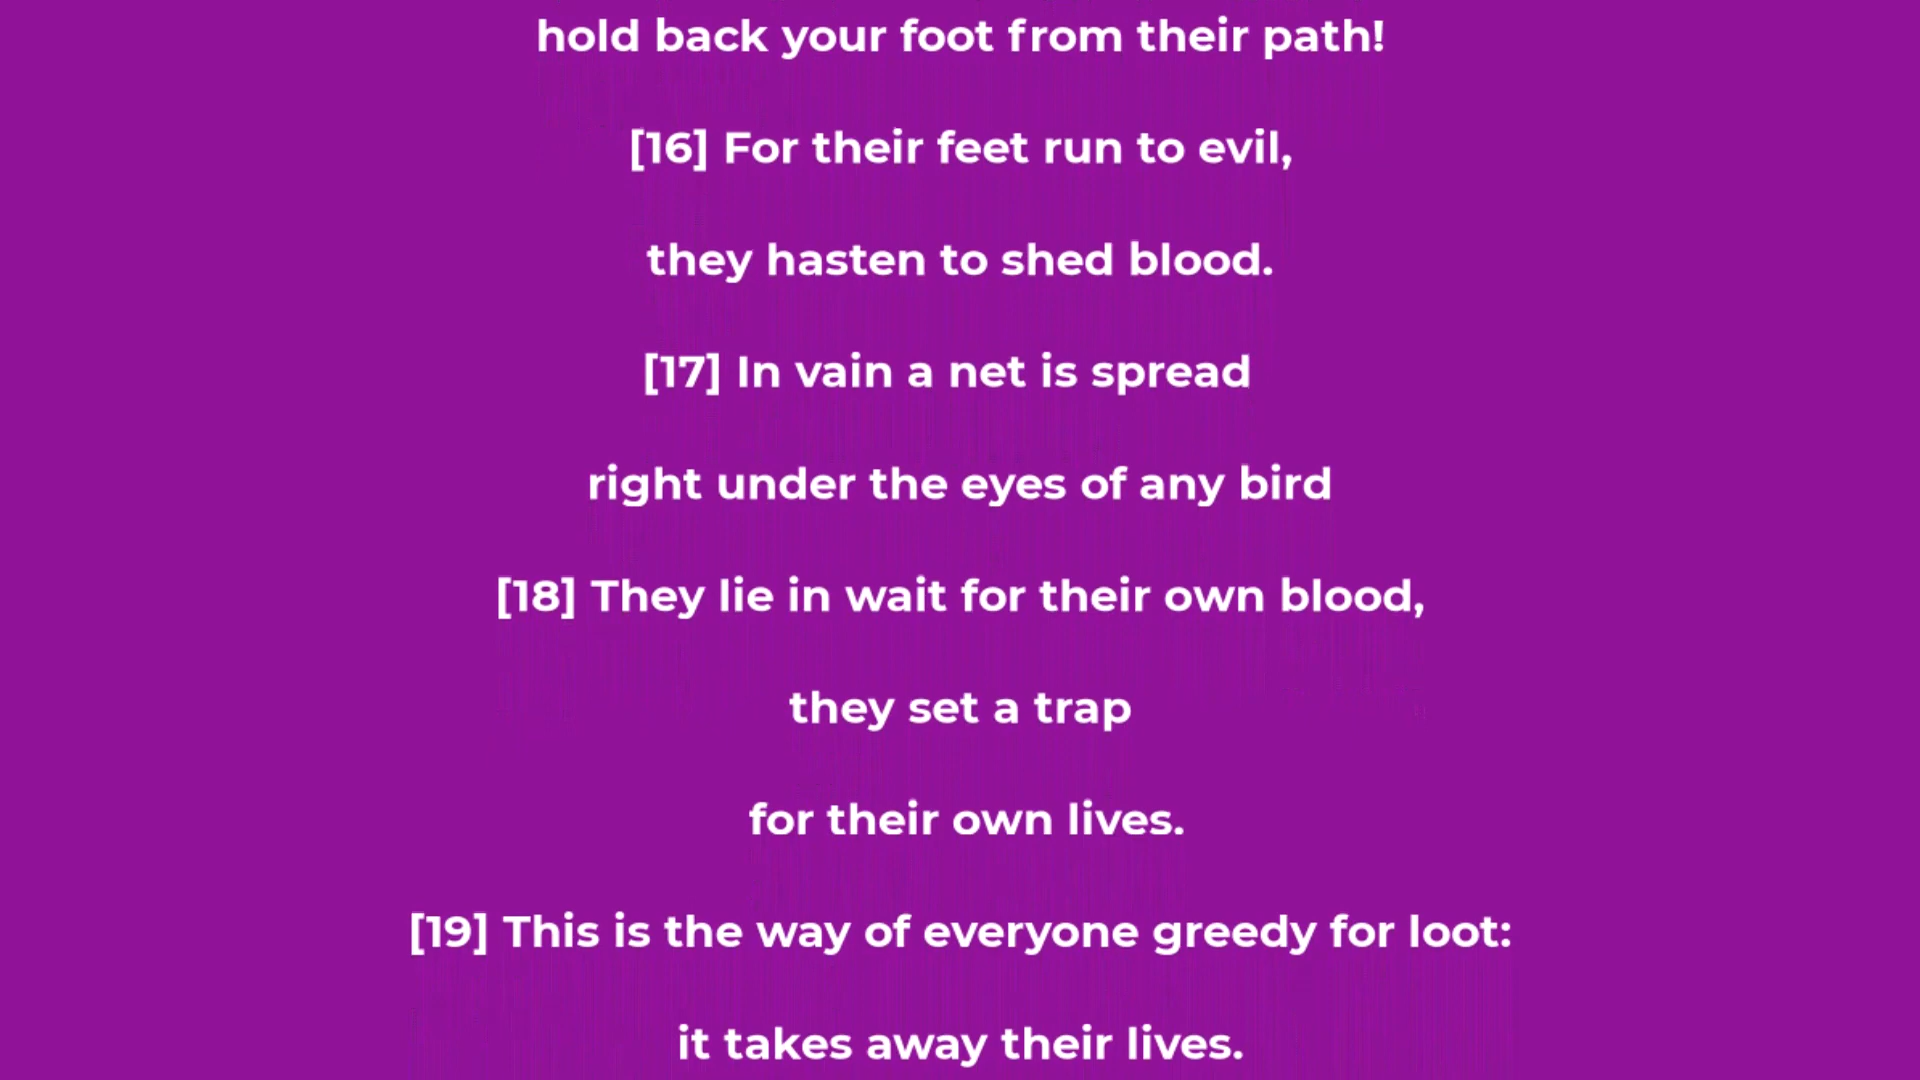 hold back your foot from their path!
[16] For their feet run to evil,
they hasten to shed blood.
[17] In vain a net is spread
right under the eyes of any bird
[18] They lie in wait for their own blood,
they set a trap
for their own lives.
[19] This is the way of everyone greedy for loot:
it takes away their lives.